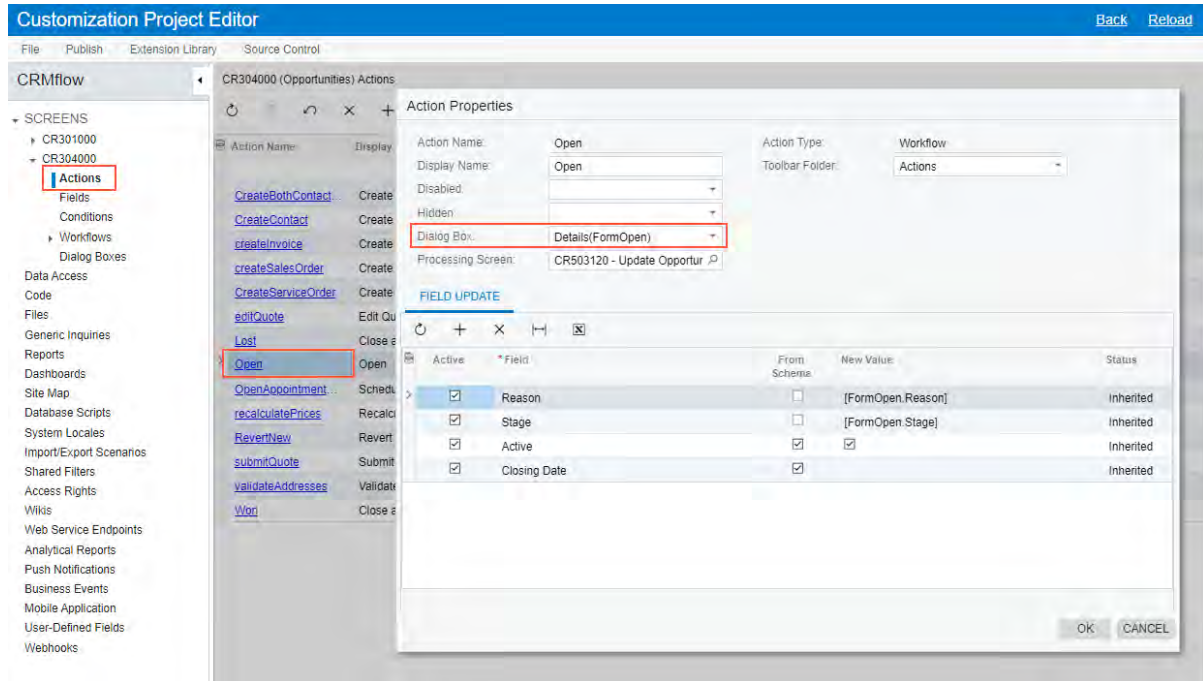 Customization Project Editor
Back Reload
File Publish Extension Library Source Control
CRMflow
SCREENS
CR301000
CR304000
Actions
Fields
Conditions
Workflows
Dialog Boxes
Data Access
Code
Files
Generic Inquiries
Reports
Dashboards
Site Map
Database Scripts
System Locales
Import/Export Scenarios
Shared Filters
Access Rights
Wikis
Web Service Endpoints
Analytical Reports
Push Notifications
Business Events
Mobile Application
User-Defined Fields
Webhooks
CR304000 (Opportunities) Actions
Action Name Display
CreateBothContact... Create
CreateContact Create
createInvoice Create
createSalesOrder Create
CreateServiceOrder Create
editQuote Edit Qu
Lost Close a
Open Open
OpenAppointment... Schedu
recalculatePrices Recalc
RevertNew Revert
submitQuote Submit
validateAddresses Validate
Won Close a
Action Properties
Action Name: Open
Action Type: Workflow
Display Name: Open
Toolbar Folder: Actions
Disabled:
Hidden:
Dialog Box: Details(FormOpen)
Processing Screen: CR503120 - Update Opportur
FIELD UPDATE
Active *Field From Schema New Value Status
Reason [FormOpen.Reason] Inherited
Stage [FormOpen.Stage] Inherited
Active Inherited
Closing Date Inherited
OK CANCEL